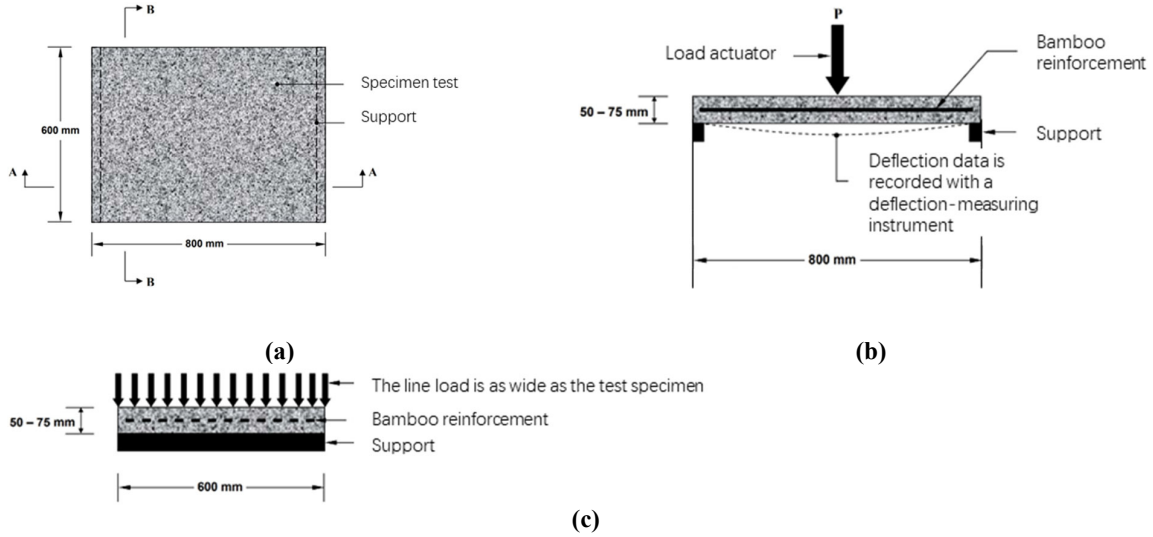 B
Specimen test
Support
600 mm
A
A
800 mm
B
(a)
P
Load actuator
Bamboo
reinforcement
50 – 75 mm
Support
Deflection data is
recorded with a
deflection-measuring
instrument
800 mm
(b)
The line load is as wide as the test specimen
50 – 75 mm
Bamboo reinforcement
Support
600 mm
(c)